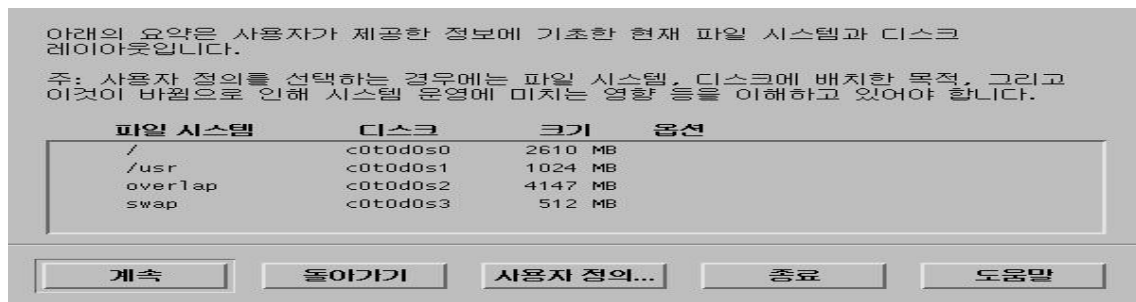 아래의 요약은 사용자가 제공한 정보에 기초한 현재 파일 시스템과 디스크
레이아웃입니다.
주: 사용자 정의를 선택하는 경우에는 파일 시스템, 디스크에 배치한 목적, 그리고
이것이 바뀜으로 인해 시스템 운영에 미치는 영향 등을 이해하고 있어야 합니다.
파일 시스템 디스크 크기 옵션
/ c0t0d0s0 2610 MB
/usr c0t0d0s1 1024 MB
overlap c0t0d0s2 4147 MB
swap c0t0d0s3 512 MB
계속 돌아가기 사용자 정의... 종료 도움말